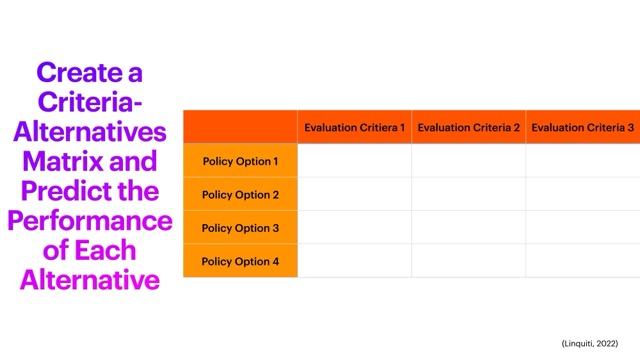 Create a
Criteria-
Alternatives
Matrix and
Predict the
Performance
of Each
Alternative
Evaluation Critiera 1 Evaluation Criteria 2 Evaluation Criteria 3
Policy Option 1
Policy Option 2
Policy Option 3
Policy Option 4
(Linquiti, 2022)